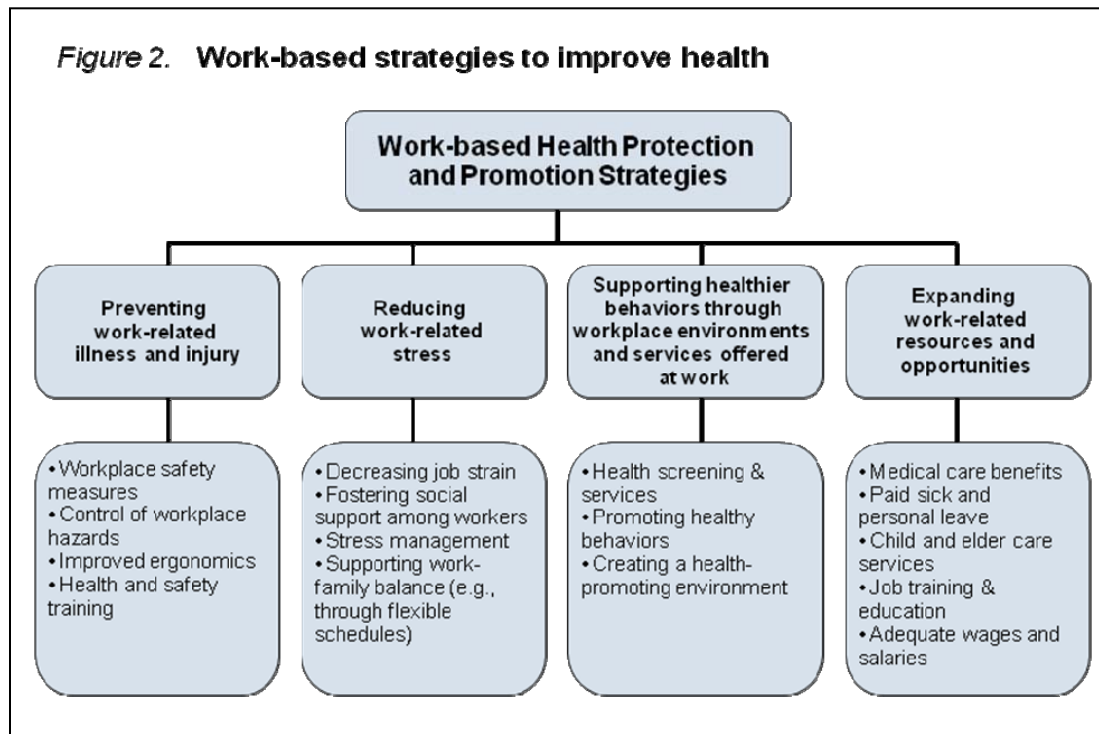 Figure 2. Work-based strategies to improve health
Work-based Health Protection
and Promotion Strategies
Preventing
work-related
illness and injury
Reducing
work-related
stress
Supporting healthier
behaviors through
workplace environments
and services offered
at work
Expanding
work-related
resources and
opportunities
•Workplace safety
measures
•Control of workplace
hazards
•Improved ergonomics
•Health and safety
training
•Decreasing job strain
•Fostering social
support among workers
•Stress management
•Supporting work-
family balance (e.g.,
through flexible
schedules)
•Health screening &
services
•Promoting healthy
behaviors
•Creating a health-
promoting environment
•Medical care benefits
•Paid sick and
personal leave
•Child and elder care
services
•Job training &
education
•Adequate wages and
salaries